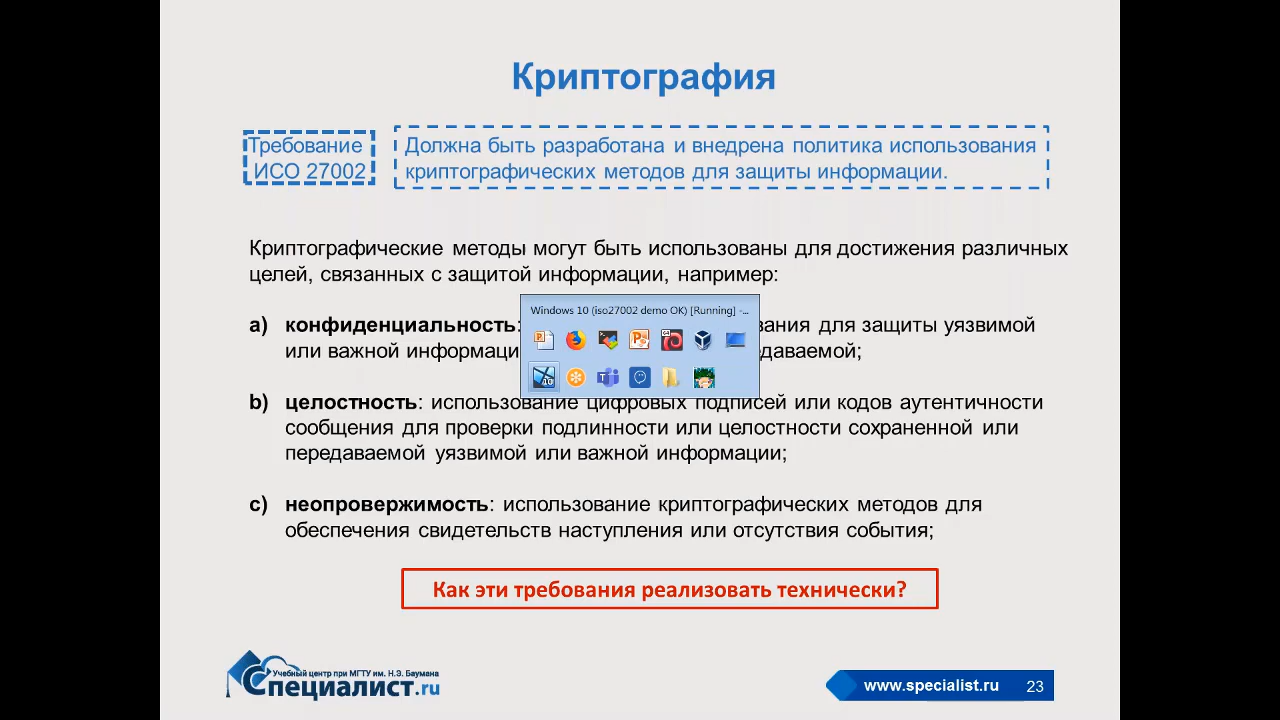 Криптография
Требование
ИСО 27002
Должна быть разработана и внедрена политика использования
криптографических методов для защиты информации.
Криптографические методы могут быть использованы для достижения различных
целей, связанных с защитой информации, например:
Windows 10 (iso27002 demo OK) [Running] -...
a) конфиденциальность: для защиты уязвимой
или важной
b) целостность: использование цифровых подписей или кодов аутентичности
сообщения для проверки подлинности или целостности сохраненной или
передаваемой уязвимой или важной информации;
c) неопровержимость: использование криптографических методов для
обеспечения свидетельств наступления или отсутствия события;
Как эти требования реализовать технически?
Учебный центр при МГТУ им. Н.Э. Баумана
Специалист.ru
www.specialist.ru 23